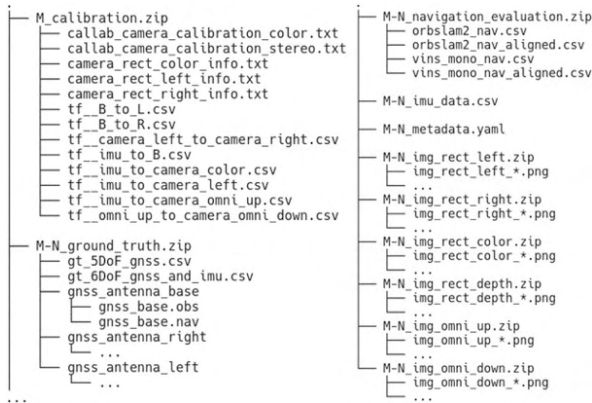 .
M_calibration.zip
callab_camera_calibration_color.txt
callab_camera_calibration_stereo.txt
camera_rect_color_info.txt
camera_rect_left_info.txt
camera_rect_right_info.txt
tf__B_to_L.csv
tf__B_to_R.csv
tf__camera_left_to_camera_right.csv
tf__imu_to_B.csv
tf__imu_to_camera_color.csv
tf__imu_to_camera_left.csv
tf__imu_to_camera_omni_up.csv
tf__omni_up_to_camera_omni_down.csv
M-N_ground_truth.zip
gt_5DoF_gnss.csv
gt_6DoF_gnss_and_imu.csv
gnss_antenna_base
gnss_base.obs
gnss_base.nav
gnss_antenna_right
...
gnss_antenna_left
...
...
.
M-N_navigation_evaluation.zip
orbslam2_nav.csv
orbslam2_nav_aligned.csv
vins_mono_nav.csv
vins_mono_nav_aligned.csv
M-N_imu_data.csv
M-N_metadata.yaml
M-N_img_rect_left.zip
img_rect_left_*.png
...
M-N_img_rect_right.zip
img_rect_right_*.png
...
M-N_img_rect_color.zip
img_rect_color_*.png
...
M-N_img_rect_depth.zip
img_rect_depth_*.png
...
M-N_img_omni_up.zip
img_omni_up_*.png
...
M-N_img_omni_down.zip
img_omni_down_*.png
...